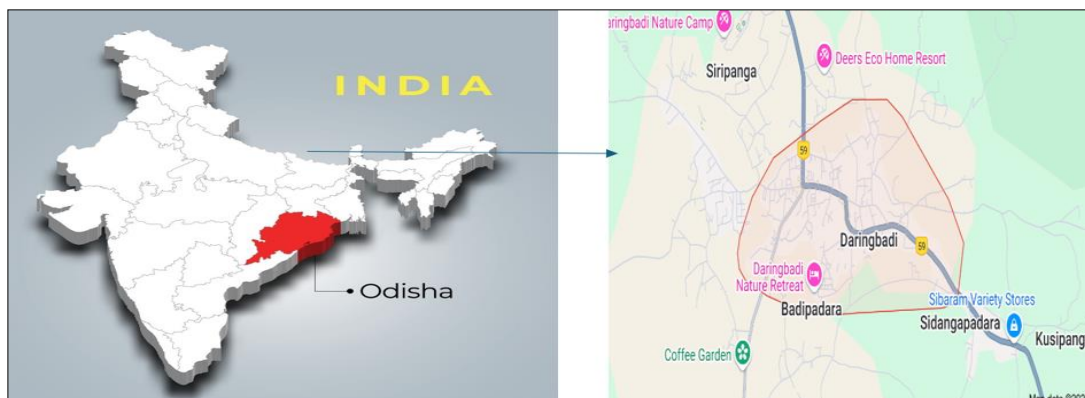 INDIA
Odisha
Daringbadi Nature Camp
Deers Eco Home Resort
Siripanga
59
Daringbadi
59
Daringbadi
Nature Retreat
Badipadara
Sibaram Variety Stores
Sidangapadara
Kusipang
Coffee Garden